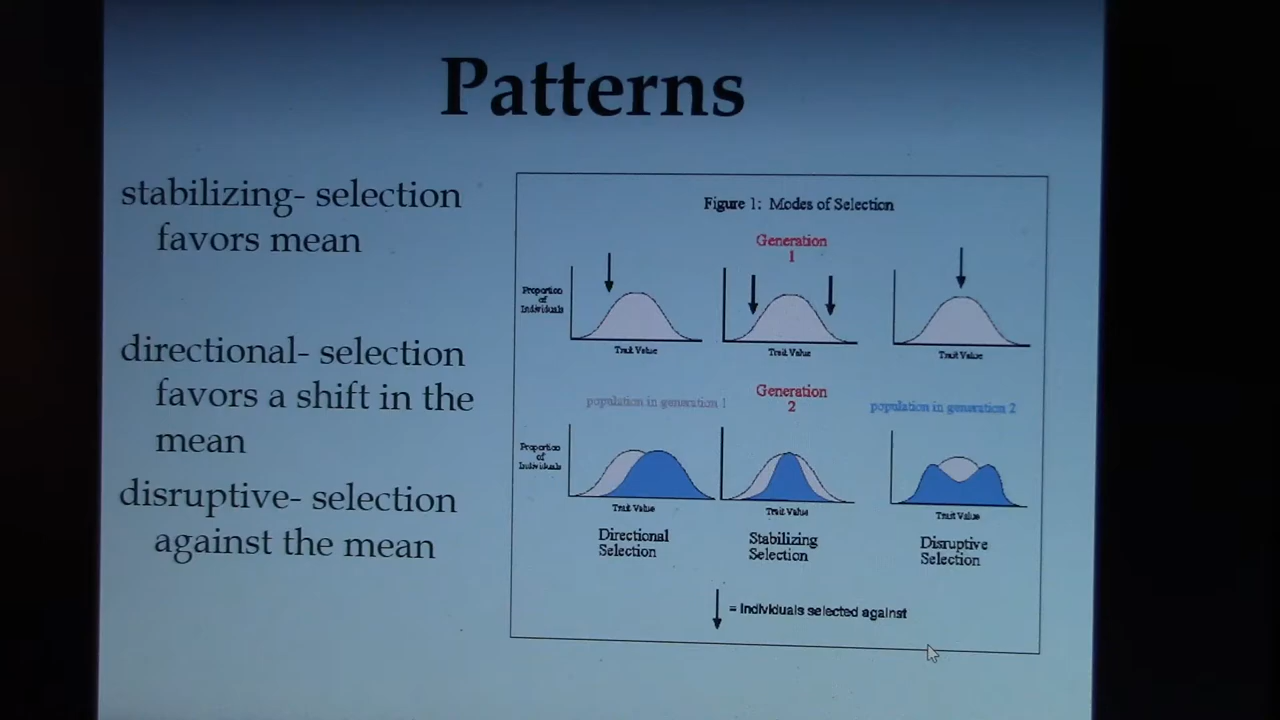 Patterns
stabilizing- selection
favors mean
directional- selection
favors a shift in the
mean
disruptive- selection
against the mean
Figure 1: Modes of Selection
Generation
1
Proportion
of
Individuals
Trait Value
Trait Value
Trait Value
population in generation 1
Generation
2
population in generation 2
Proportion
of
Individuals
Trait Value
Trait Value
Trait Value
Directional
Selection
Stabilizing
Selection
Disruptive
Selection
= Individuals selected against